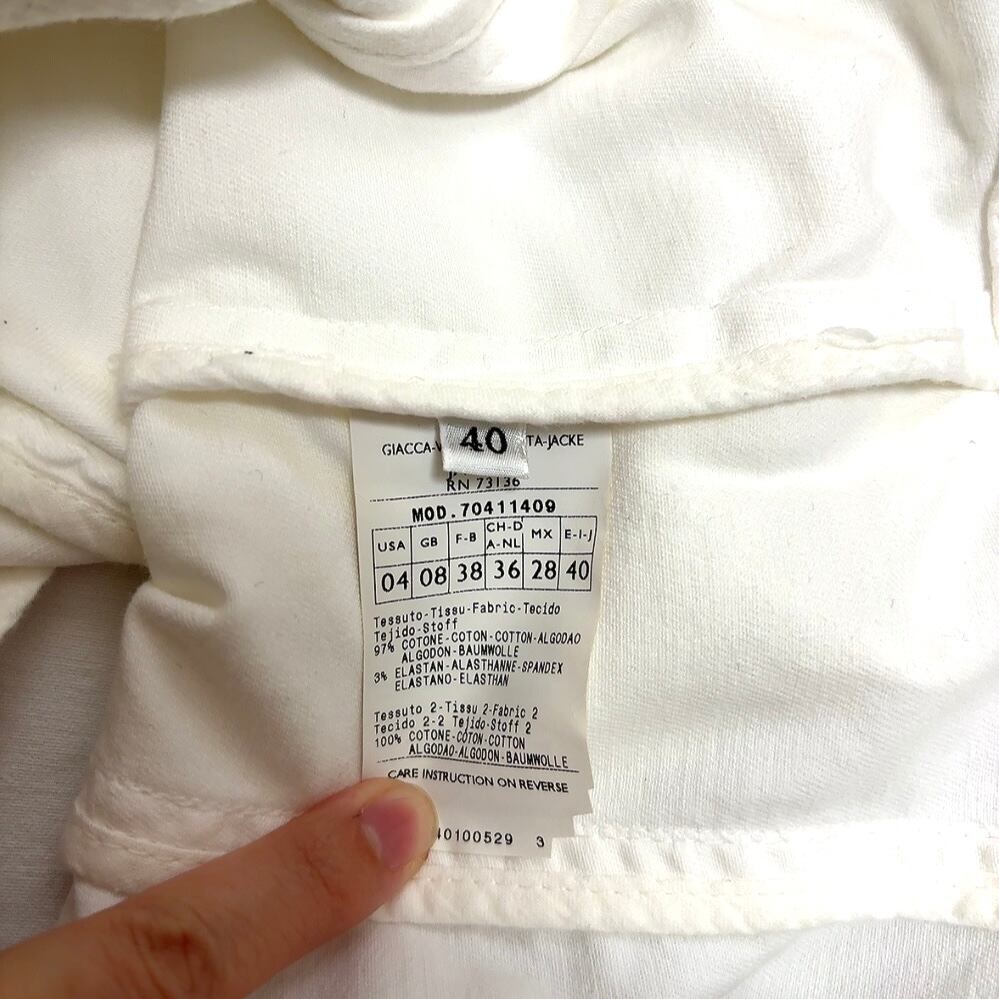 40
GIACCA- TA-JACKE
RN 73136
MOD.70411409
USA GB F-B CH-D A-NL MX E-I-J
04 08 38 36 28 40
Tessuto-Tissu-Fabric-Tecido
Tejido-Stoff
97% COTONE-COTON-COTTON-ALGODAO
ALGODON-BAUMWOLLE
3% ELASTAN-ALASTHANNE-SPANDEX
ELASTANO-ELASTHAN
Tessuto 2-Tissu 2-Fabric 2
Tecido 2-2 Tejido-Stoff 2
100% COTONE-COTON-COTTON
ALGODAO-ALGODON-BAUMWOLLE
CARE INSTRUCTION ON REVERSE
40100529 3